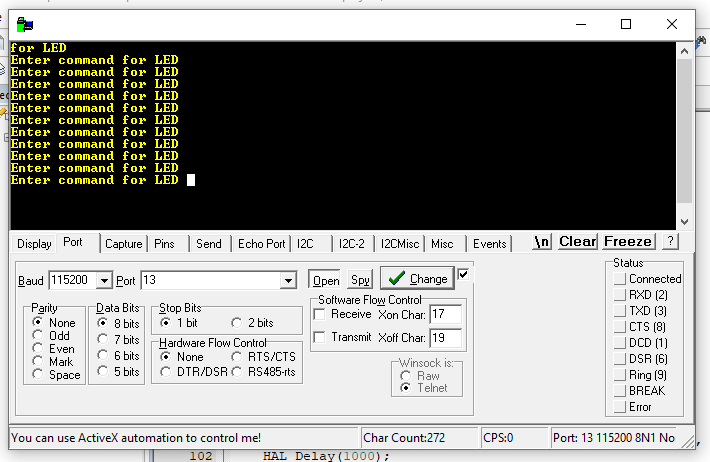 for LED
Enter command for LED
Enter command for LED
Enter command for LED
Enter command for LED
Enter command for LED
Enter command for LED
Enter command for LED
Enter command for LED
Enter command for LED
Enter command for LED
Enter command for LED
Display Port Capture Pins Send Echo Port I2C I2C-2 I2CMisc Misc Events \n Clear Freeze ?
Baud 115200 Port 13 Open Spy Change
Parity
None
Odd
Even
Mark
Space
Data Bits
8 bits
7 bits
6 bits
5 bits
Stop Bits
1 bit 2 bits
Hardware Flow Control
None RTS/CTS
DTR/DSR RS485-rts
Software Flow Control
Receive Xon Char: 17
Transmit Xoff Char: 19
Winsock is:
Raw
Telnet
Status
Connected
RXD (2)
TXD (3)
CTS (8)
DCD (1)
DSR (6)
Ring (9)
BREAK
Error
You can use ActiveX automation to control me! Char Count:272 CPS:0 Port: 13 115200 8N1 No
102 HAL_Delay(1000);